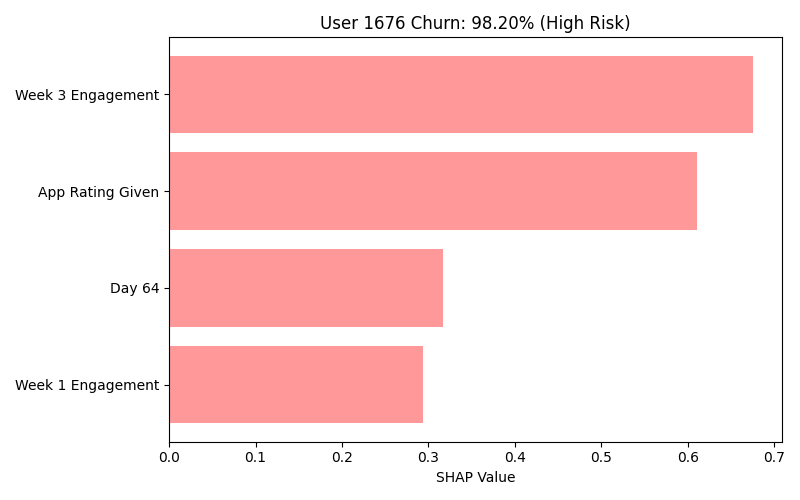 User 1676 Churn: 98.20% (High Risk)
Week 3 Engagement
App Rating Given
Day 64
Week 1 Engagement
0.0 0.1 0.2 0.3 0.4 0.5 0.6 0.7
SHAP Value